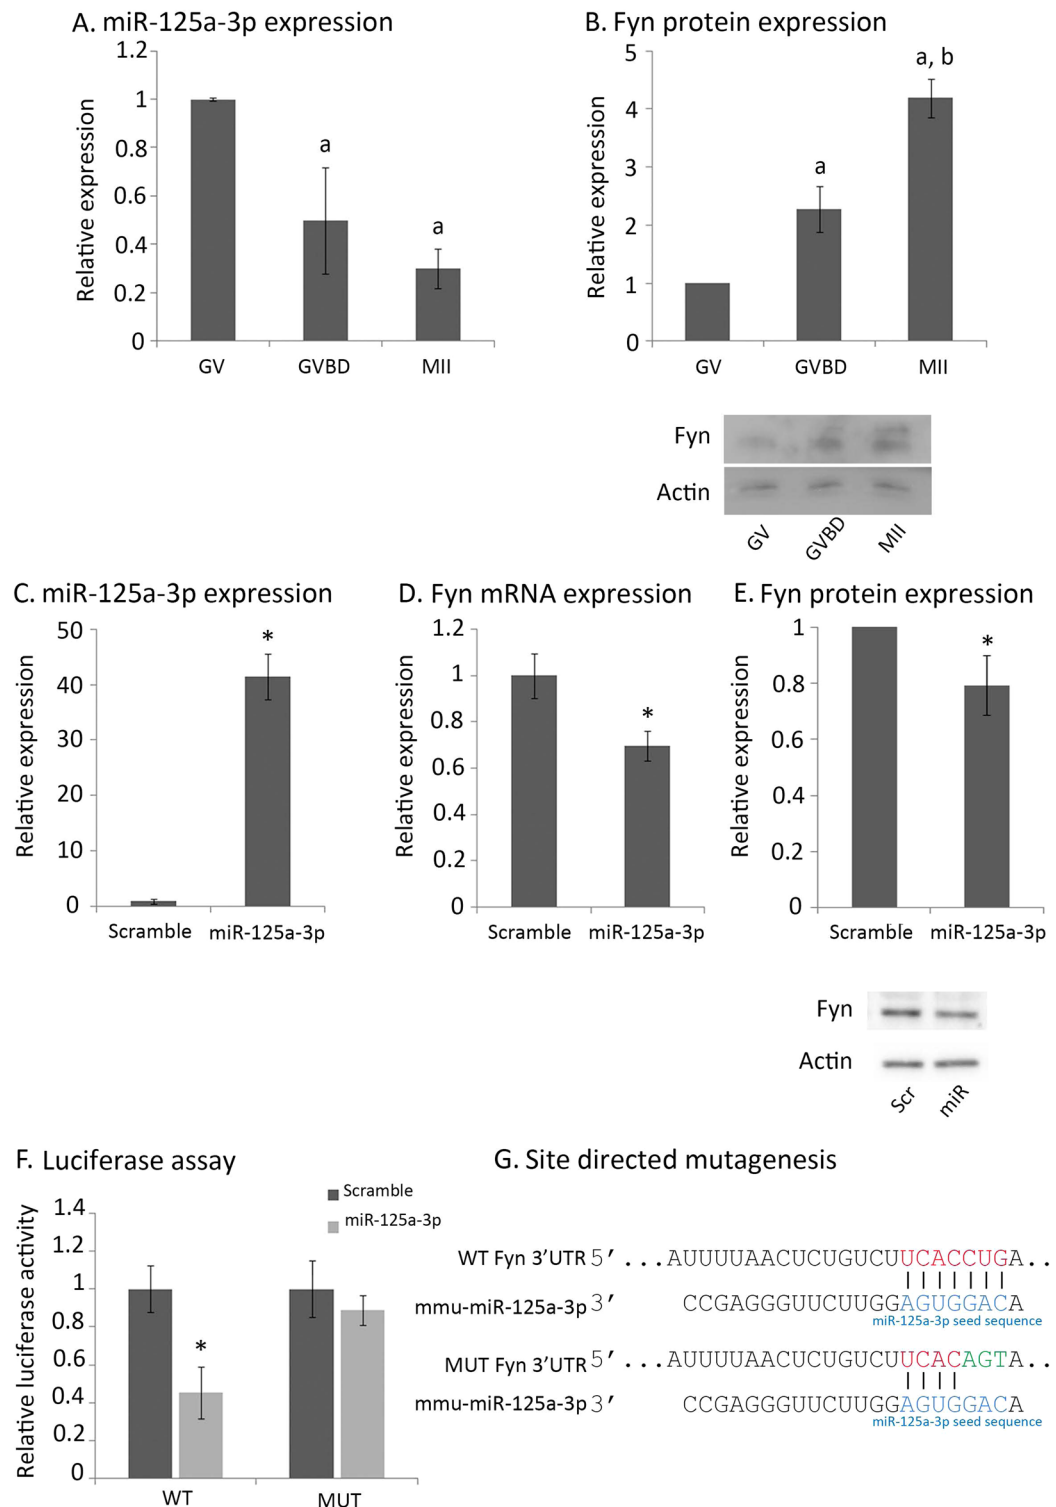 A. miR-125a-3p expression
Relative expression
1.2
1
0.8
0.6
0.4
0.2
0
a
a
GV
GVBD
MII
B. Fyn protein expression
Relative expression
5
4
3
2
1
0
a
a, b
GV
GVBD
MII
Fyn
Actin
GV
GVBD
MII
C. miR-125a-3p expression
Relative expression
50
40
30
20
10
0
*
Scramble
miR-125a-3p
D. Fyn mRNA expression
Relative expression
1.2
1
0.8
0.6
0.4
0.2
0
*
Scramble
miR-125a-3p
E. Fyn protein expression
Relative expression
1
0.8
0.6
0.4
0.2
0
*
Scramble
miR-125a-3p
Fyn
Actin
Scr
miR
F. Luciferase assay
Scramble
miR-125a-3p
Relative luciferase activity
1.4
1.2
1
0.8
0.6
0.4
0.2
0
*
WT
MUT
G. Site directed mutagenesis
WT Fyn 3'UTR 5' ...AUUUUAACUCUGUCUUCACCUGA..
mmu-miR-125a-3p 3' CCGAGGGUUCUUGGAGUGGACA
miR-125a-3p seed sequence
MUT Fyn 3'UTR 5' ...AUUUUAACUCUGUCUUCACAGTA..
mmu-miR-125a-3p 3' CCGAGGGUUCUUGGAGUGGACA
miR-125a-3p seed sequence